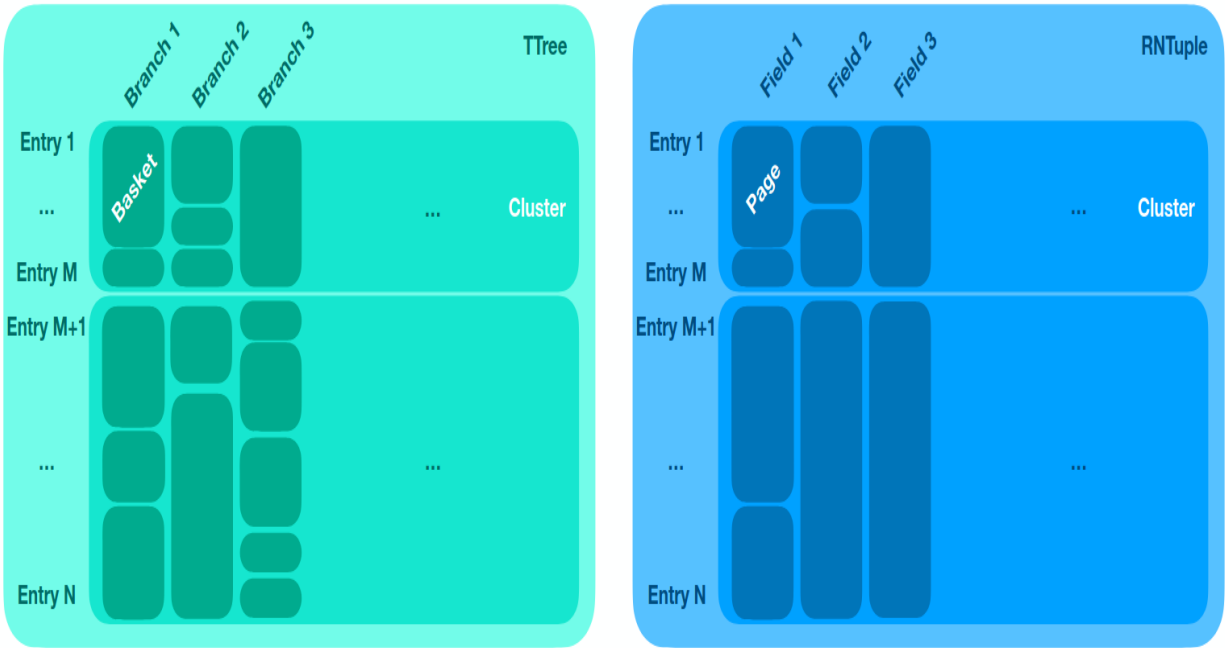 TTree
Branch 1
Branch 2
Branch 3
Entry 1
...
Entry M
Basket
...
Cluster
Entry M+1
...
Entry N
...
RNTuple
Field 1
Field 2
Field 3
Entry 1
...
Entry M
Page
...
Cluster
Entry M+1
...
Entry N
...